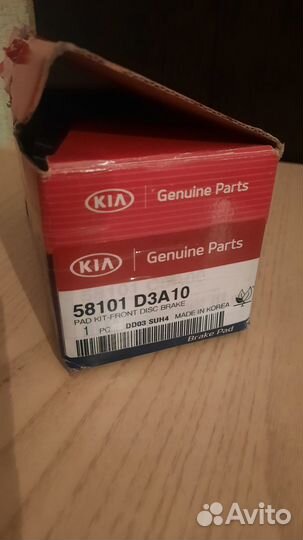 KIA Genuine Parts
KIA Genuine Parts
58101 D3A10
PAD KIT-FRONT DISC BRAKE
1 PC DD03 SUH4 MADE IN KOREA
Brake Pad
Avito